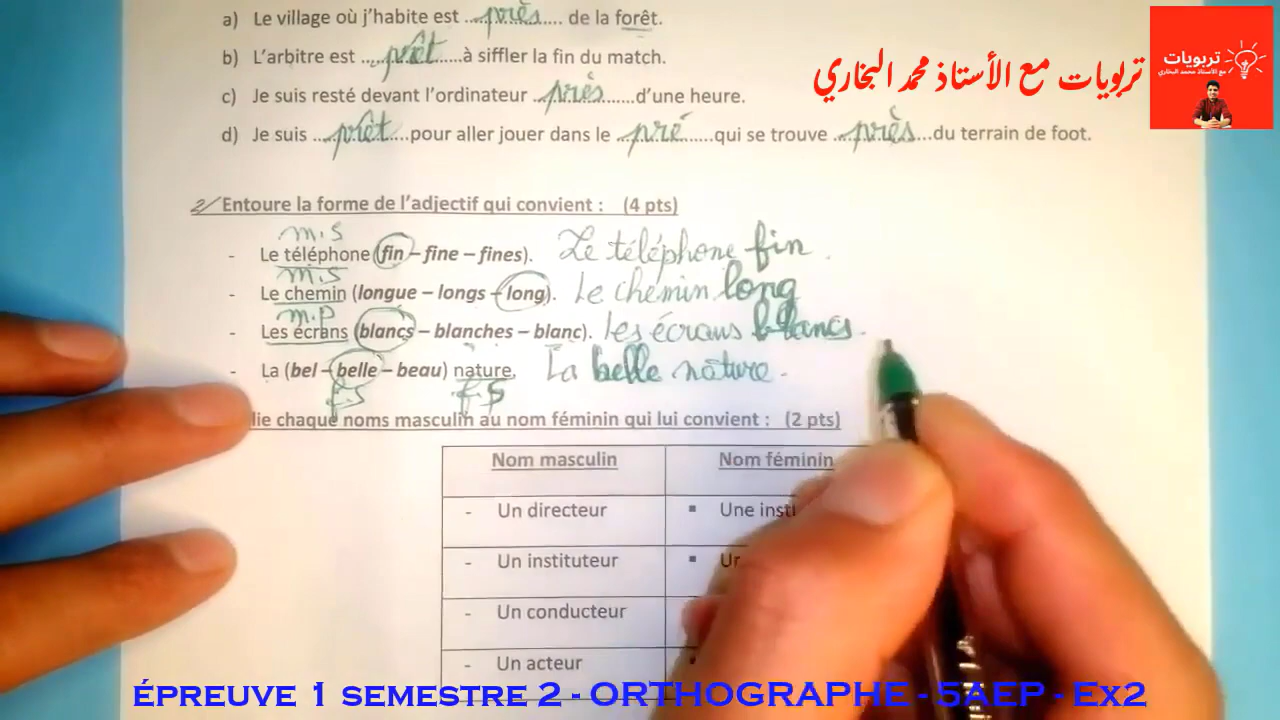 a) Le village où j'habite est ...près... de la forêt.
b) L'arbitre est ...prêt...à siffler la fin du match.
c) Je suis resté devant l'ordinateur ...près...d'une heure.
d) Je suis ...prêt...pour aller jouer dans le ...pré...qui se trouve ...près...du terrain de foot.
تربويات مع الأستاذ محمد البخاري
تربويات
مع الأستاذ محمد البخاري
2/ Entoure la forme de l'adjectif qui convient : (4 pts)
m.s
- Le téléphone (fin – fine – fines). Le téléphone fin.
m.s
- Le chemin (longue – longs – long). Le chemin long
m.p
- Les écrans (blancs – blanches – blanc). les écrans blancs.
- La (bel – belle – beau) nature. La belle nature.
f.s f.s
lie chaque noms masculin au nom féminin qui lui convient : (2 pts)
Nom masculin Nom féminin
- Un directeur ▪ Une insti
- Un instituteur ▪ Ur
- Un conducteur
- Un acteur ▪
ÉPREUVE 1 SEMESTRE 2 - ORTHOGRAPHE - 5AEP - EX2